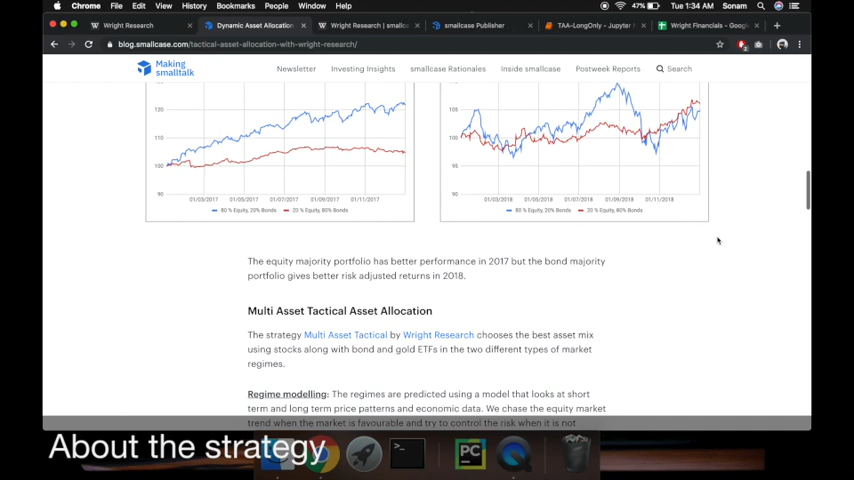 Chrome File Edit View History Bookmarks People Window Help 47% Tue 1:34 AM Sonam
Wright Research
Dynamic Asset Allocation
Wright Research | smallc
smallcase Publisher
TAA-LongOnly - Jupyter
Wright Financials - Goog
blog.smallcase.com/tactical-asset-allocation-with-wright-research/
Making
smalltalk
Newsletter Investing Insights smallcase Rationales Inside smallcase Postweek Reports Search
120
110
100
90
01/03/2017 01/05/2017 01/07/2017 01/09/2017 01/11/2017
80 % Equity, 20% Bonds 20 % Equity, 80% Bonds
105
100
95
90
01/03/2018 01/05/2018 01/07/2018 01/09/2018 01/11/2018
80 % Equity, 20% Bonds 20 % Equity, 80% Bonds
The equity majority portfolio has better performance in 2017 but the bond majority
portfolio gives better risk adjusted returns in 2018.
Multi Asset Tactical Asset Allocation
The strategy Multi Asset Tactical by Wright Research chooses the best asset mix
using stocks along with bond and gold ETFs in the two different types of market
regimes.
Regime modelling: The regimes are predicted using a model that looks at short
term and long term price patterns and economic data. We chase the equity market
trend when the market is favourable and try to control the risk when it is not
About the strategy
PC